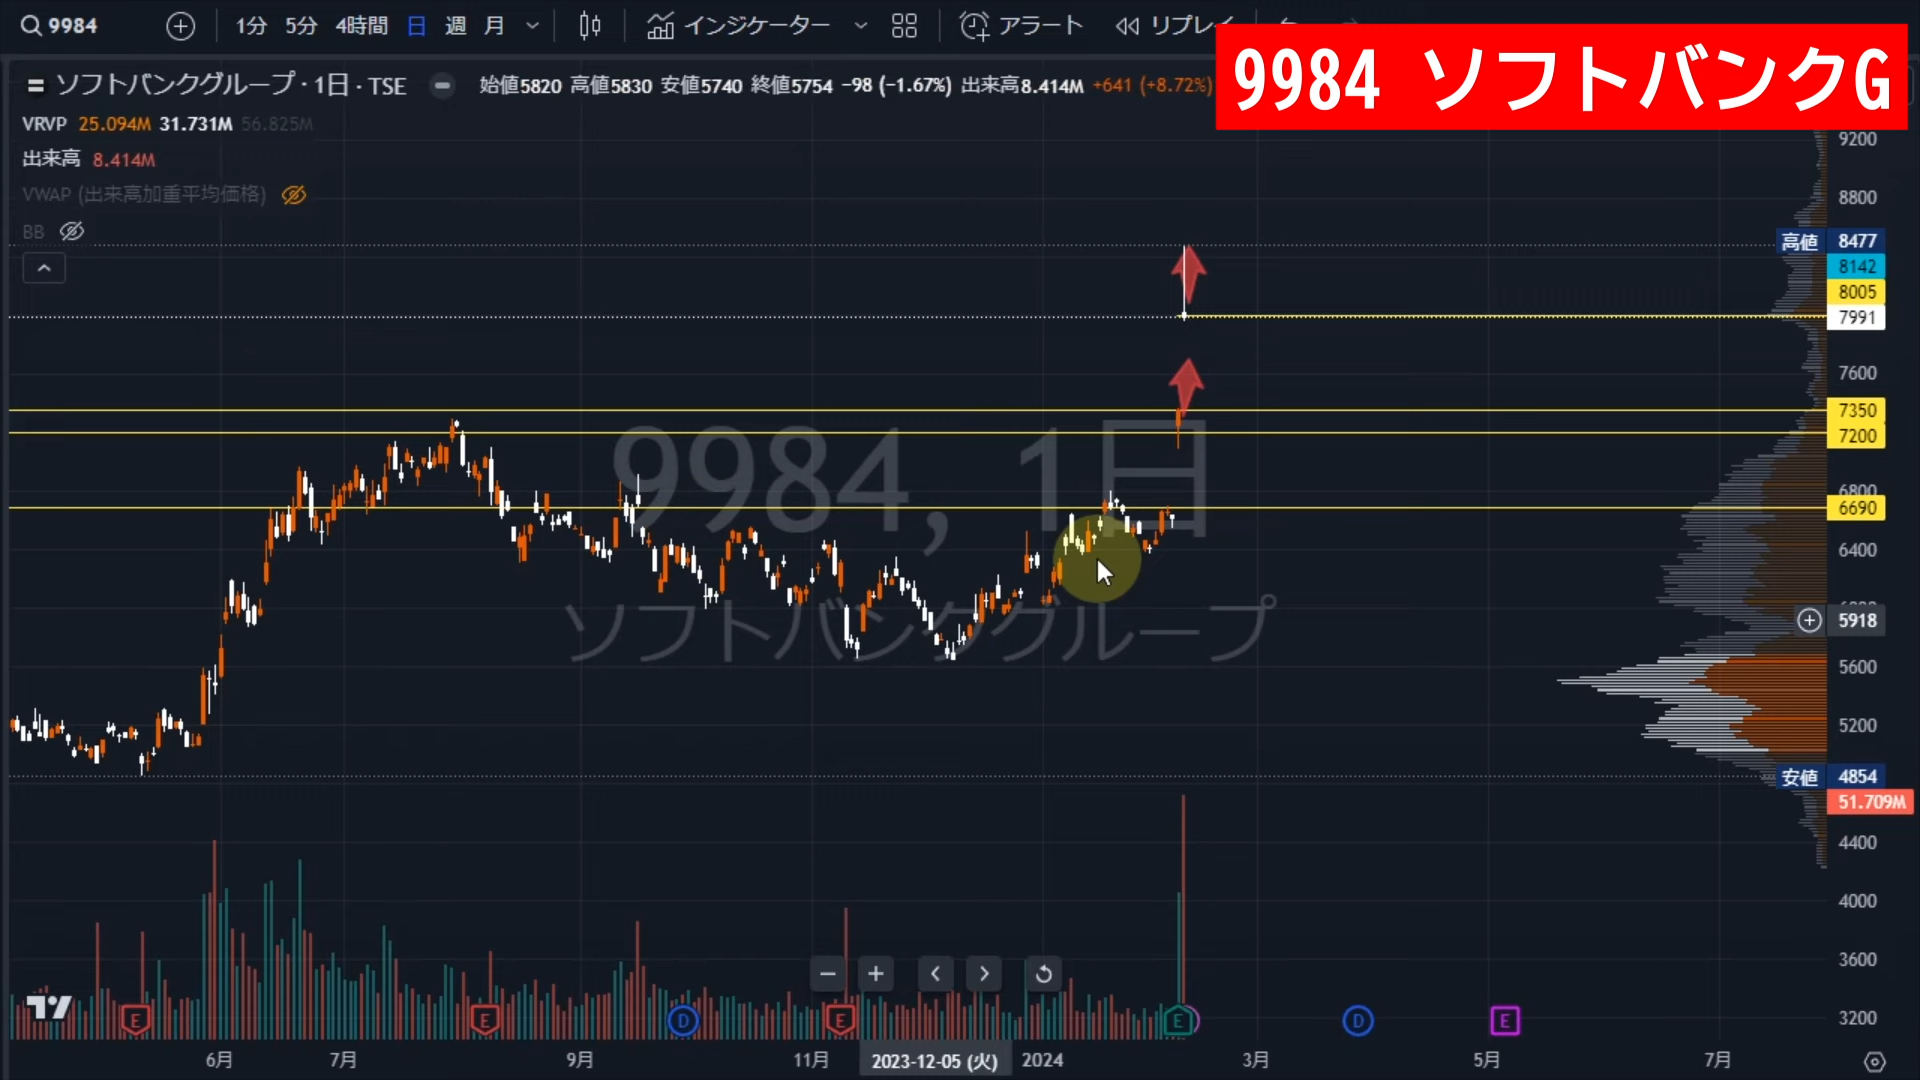 9984 1分 5分 4時間 日 週 月 インジケーター アラート リプレイ
9984 ソフトバンクG
ソフトバンクグループ・1日・TSE 始値5820 高値5830 安値5740 終値5754 −98 (−1.67%) 出来高8.414M +641 (+8.72%)
VRVP 25.094M 31.731M 56.825M
出来高 8.414M
VWAP (出来高加重平均価格)
BB
9984, 1日
ソフトバンクグループ
9200
8800
高値 8477
8142
8005
7991
7600
7350
7200
6800
6690
6400
5918
5600
5200
安値 4854
51.709M
4400
4000
3600
3200
E E D E E D E
6月 7月 9月 11月 2023-12-05 (火) 2024 3月 5月 7月